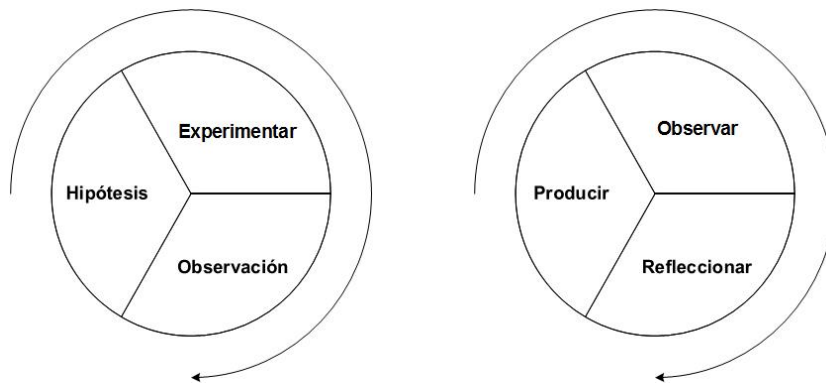 Experimentar
Hipótesis
Observación
Observar
Producir
Refleccionar